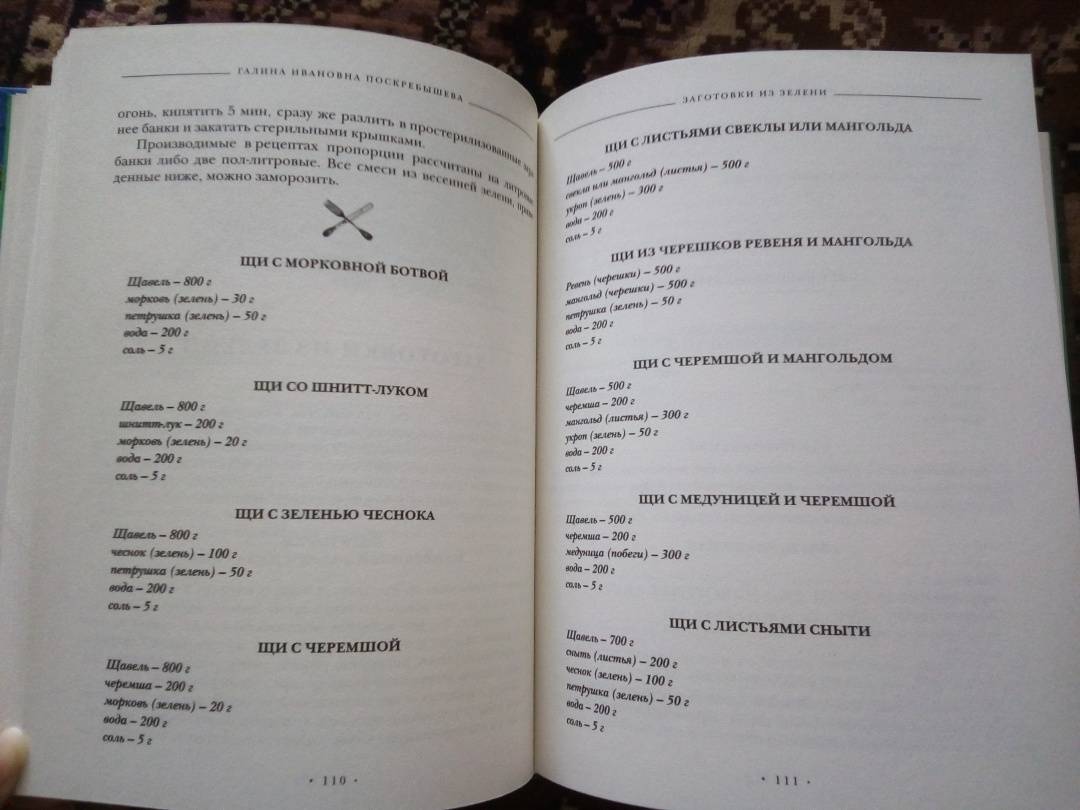 ГАЛИНА ИВАНОВНА ПОСКРЕБЫШЕВА
огонь, кипятить 5 мин, сразу же разлить в простерилизованные
нее банки и закатать стерильными крышками.
Производимые в рецептах пропорции рассчитаны на литровые
банки либо две пол-литровые. Все смеси из весенней зелени,
денные ниже, можно заморозить.
ЩИ С МОРКОВНОЙ БОТВОЙ
Щавель – 800 г
морковь (зелень) – 30 г
петрушка (зелень) – 50 г
вода – 200 г
соль – 5 г
ЩИ СО ШНИТТ-ЛУКОМ
Щавель – 800 г
шнитт-лук – 200 г
морковь (зелень) – 20 г
вода – 200 г
соль – 5 г
ЩИ С ЗЕЛЕНЬЮ ЧЕСНОКА
Щавель – 800 г
чеснок (зелень) – 100 г
петрушка (зелень) – 50 г
вода – 200 г
соль – 5 г
ЩИ С ЧЕРЕМШОЙ
Щавель – 800 г
черемша – 200 г
морковь (зелень) – 20 г
вода – 200 г
соль – 5 г
• 110 •
ЗАГОТОВКИ ИЗ ЗЕЛЕНИ
ЩИ С ЛИСТЬЯМИ СВЕКЛЫ ИЛИ МАНГОЛЬДА
Щавель – 500 г
свекла или мангольд (листья) – 500 г
укроп (зелень) – 300 г
вода – 200 г
соль – 5 г
ЩИ ИЗ ЧЕРЕШКОВ РЕВЕНЯ И МАНГОЛЬДА
Ревень (черешки) – 500 г
мангольд (черешки) – 500 г
петрушка (зелень) – 50 г
вода – 200 г
соль – 5 г
ЩИ С ЧЕРЕМШОЙ И МАНГОЛЬДОМ
Щавель – 500 г
черемша – 200 г
мангольд (листья) – 300 г
укроп (зелень) – 50 г
вода – 200 г
соль – 5 г
ЩИ С МЕДУНИЦЕЙ И ЧЕРЕМШОЙ
Щавель – 500 г
черемша – 200 г
медуница (побеги) – 300 г
вода – 200 г
соль – 5 г
ЩИ С ЛИСТЬЯМИ СНЫТИ
Щавель – 700 г
сныть (листья) – 200 г
чеснок (зелень) – 100 г
петрушка (зелень) – 50 г
вода – 200 г
соль – 5 г
• 111 •